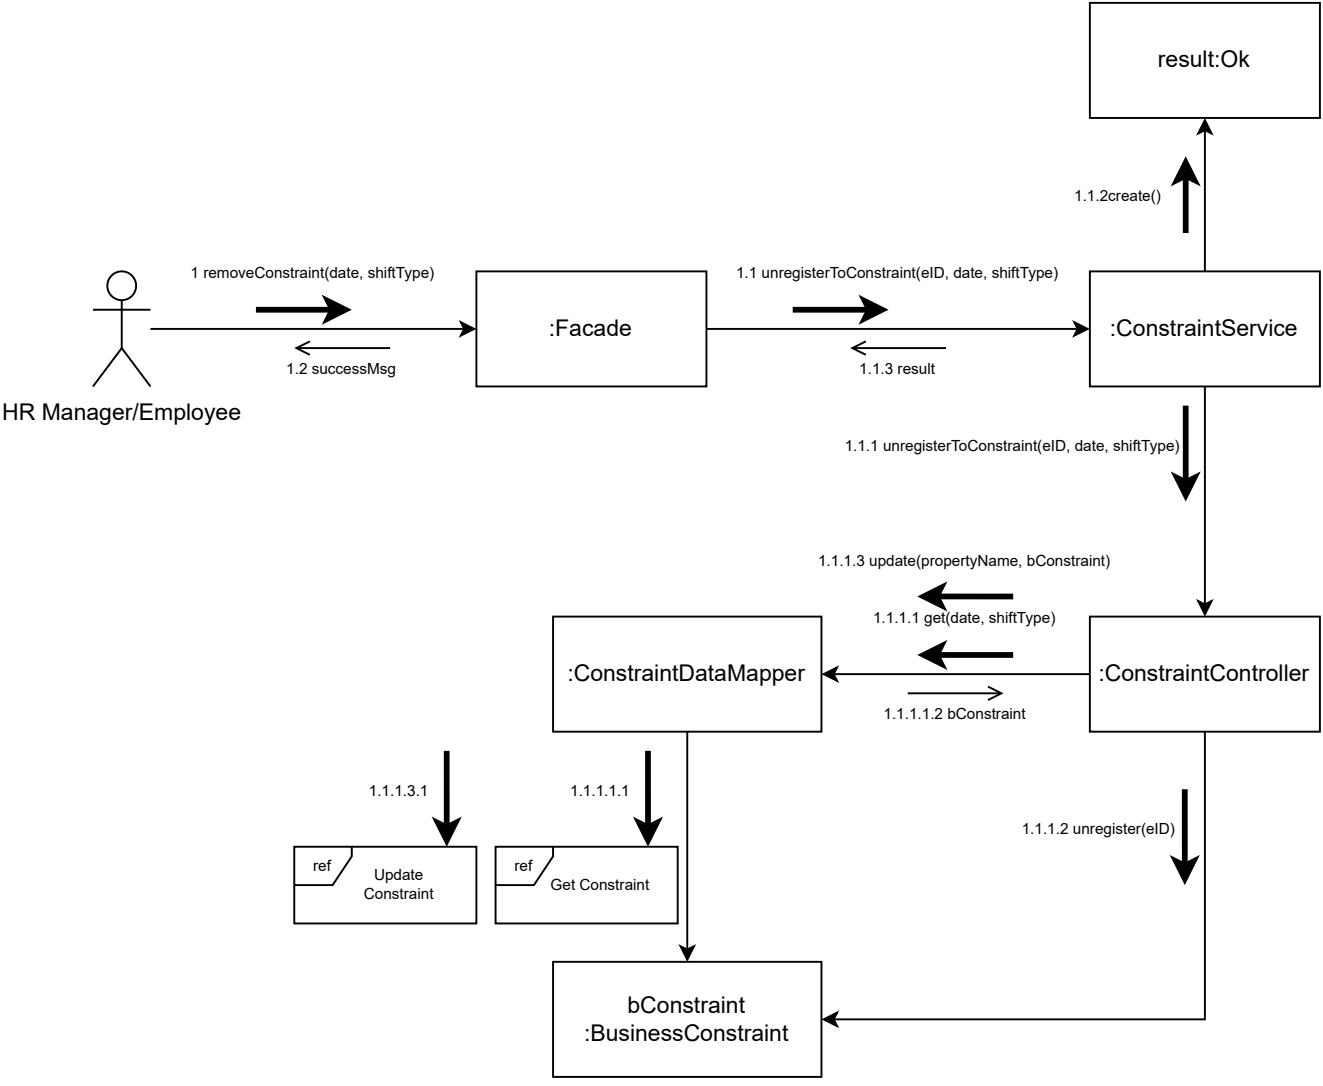 result:Ok
1.1.2create()
1 removeConstraint(date, shiftType)
1.1 unregisterToConstraint(eID, date, shiftType)
:Facade
:ConstraintService
1.2 successMsg
1.1.3 result
HR Manager/Employee
1.1.1 unregisterToConstraint(eID, date, shiftType)
1.1.1.3 update(propertyName, bConstraint)
1.1.1.1 get(date, shiftType)
:ConstraintDataMapper
:ConstraintController
1.1.1.1.2 bConstraint
1.1.1.3.1
1.1.1.1.1
1.1.1.2 unregister(eID)
ref
Update
Constraint
ref
Get Constraint
bConstraint
:BusinessConstraint